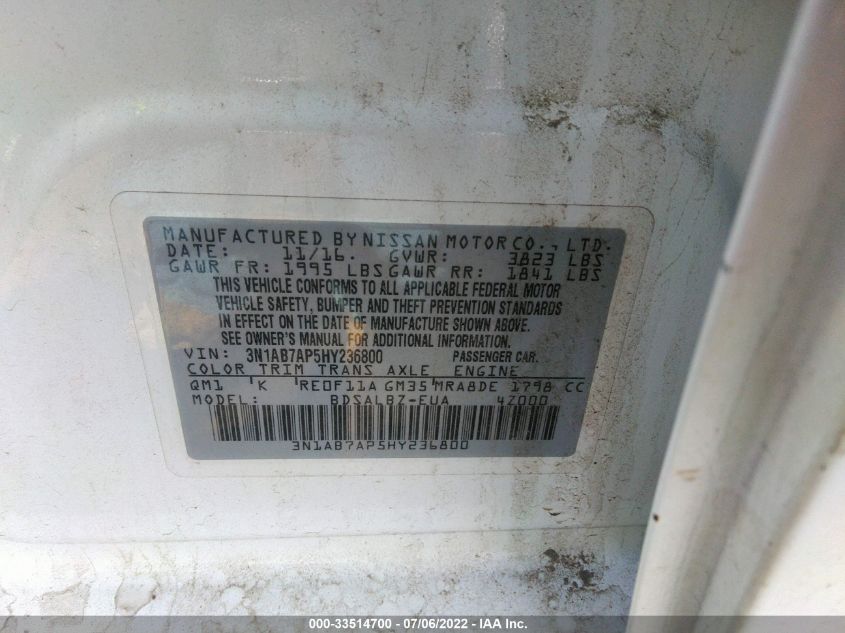 MANUFACTURED BY NISSAN MOTOR CO., LTD.
DATE: 11/16. GVWR: 3823 LBS
GAWR FR: 1995 LBS GAWR RR: 1841 LBS
THIS VEHICLE CONFORMS TO ALL APPLICABLE FEDERAL MOTOR
VEHICLE SAFETY, BUMPER AND THEFT PREVENTION STANDARDS
IN EFFECT ON THE DATE OF MANUFACTURE SHOWN ABOVE.
SEE OWNER'S MANUAL FOR ADDITIONAL INFORMATION.
VIN: 3N1AB7AP5HY236800 PASSENGER CAR.
COLOR TRIM TRANS AXLE ENGINE
QM1 K RE0F11A GM35 MRA8DE 1798 CC
MODEL: BDSALBZ-EUA 4Z000
3N1AB7AP5HY236800
000-33514700 - 07/06/2022 - IAA Inc.